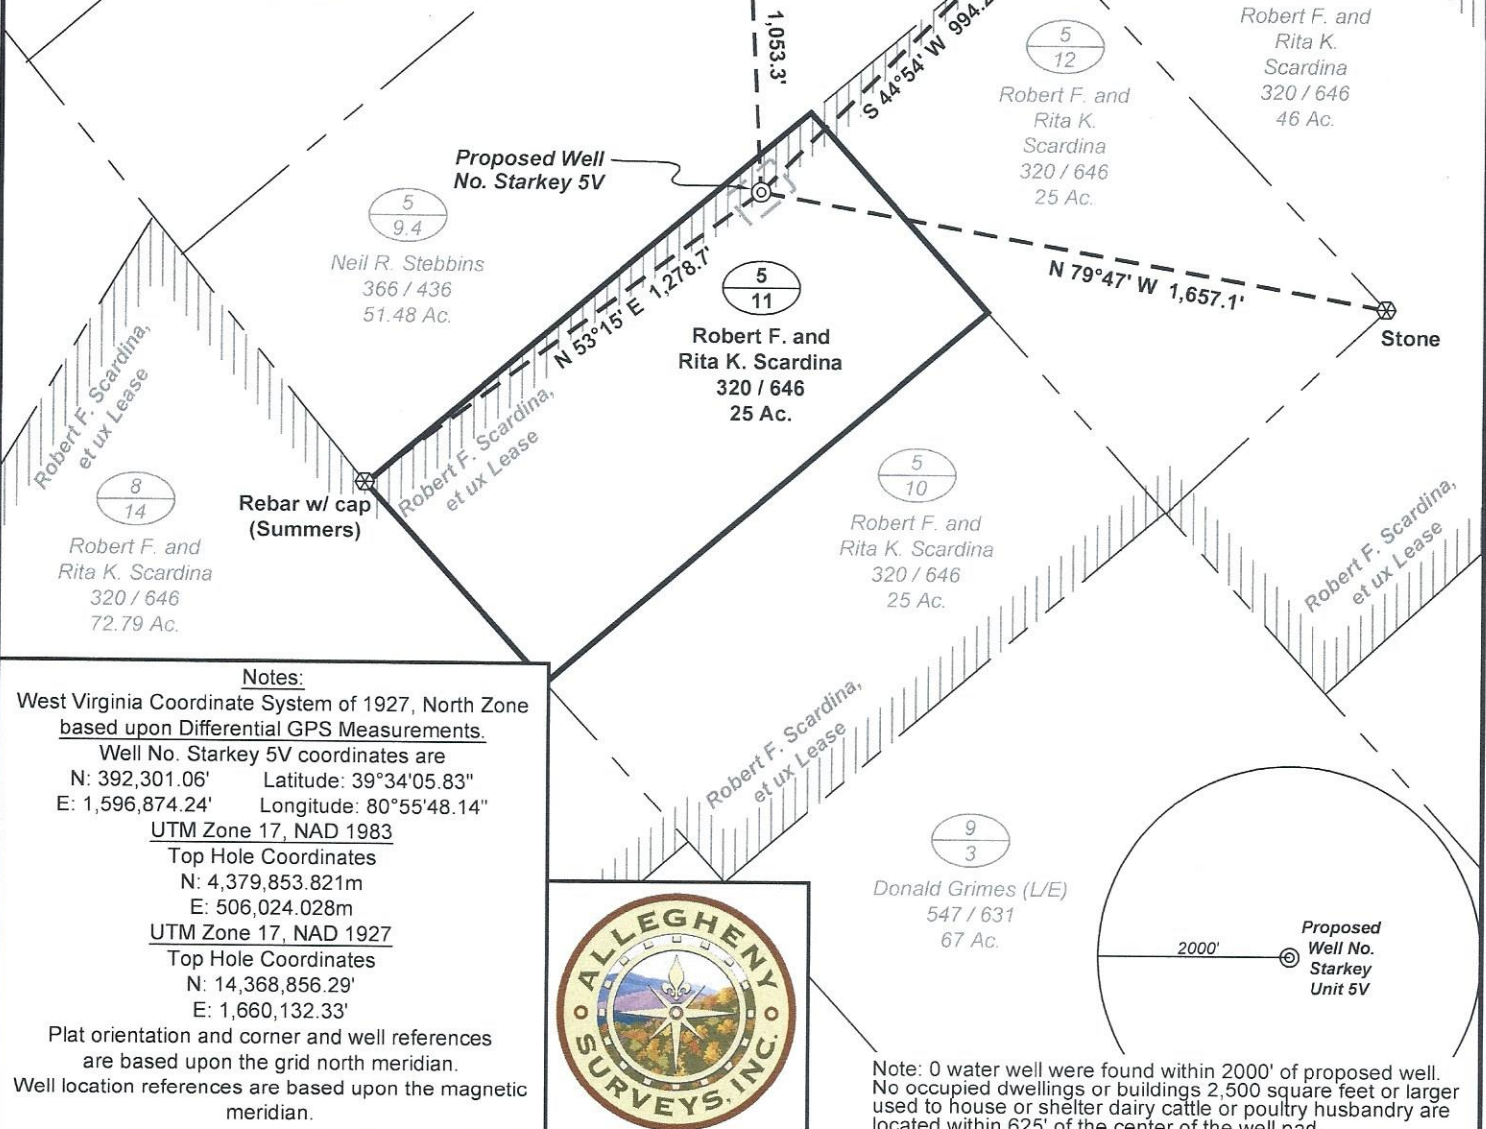 1,053.3'
S 44°54' W 994.2
5
12
Robert F. and
Rita K.
Scardina
320 / 646
25 Ac.
Robert F. and
Rita K.
Scardina
320 / 646
46 Ac.
Proposed Well
No. Starkey 5V
5
9.4
Neil R. Stebbins
366 / 436
51.48 Ac.
N 53°15' E 1,278.7'
5
11
Robert F. and
Rita K. Scardina
320 / 646
25 Ac.
N 79°47' W 1,657.1'
Stone
Robert F. Scardina,
et ux Lease
8
14
Robert F. and
Rita K. Scardina
320 / 646
72.79 Ac.
Rebar w/ cap
(Summers)
Robert F. Scardina,
et ux Lease
5
10
Robert F. and
Rita K. Scardina
320 / 646
25 Ac.
Robert F. Scardina,
et ux Lease
Robert F. Scardina,
et ux Lease
Notes:
West Virginia Coordinate System of 1927, North Zone
based upon Differential GPS Measurements.
Well No. Starkey 5V coordinates are
N: 392,301.06' Latitude: 39°34'05.83"
E: 1,596,874.24' Longitude: 80°55'48.14"
UTM Zone 17, NAD 1983
Top Hole Coordinates
N: 4,379,853.821m
E: 506,024.028m
UTM Zone 17, NAD 1927
Top Hole Coordinates
N: 14,368,856.29'
E: 1,660,132.33'
Plat orientation and corner and well references
are based upon the grid north meridian.
Well location references are based upon the magnetic
meridian.
ALLEGHENY
SURVEYS, INC.
9
3
Donald Grimes (L/E)
547 / 631
67 Ac.
2000'
Proposed
Well No.
Starkey
Unit 5V
Note: 0 water well were found within 2000' of proposed well.
No occupied dwellings or buildings 2,500 square feet or larger
used to house or shelter dairy cattle or poultry husbandry are
located within 625' of the center of the well pad